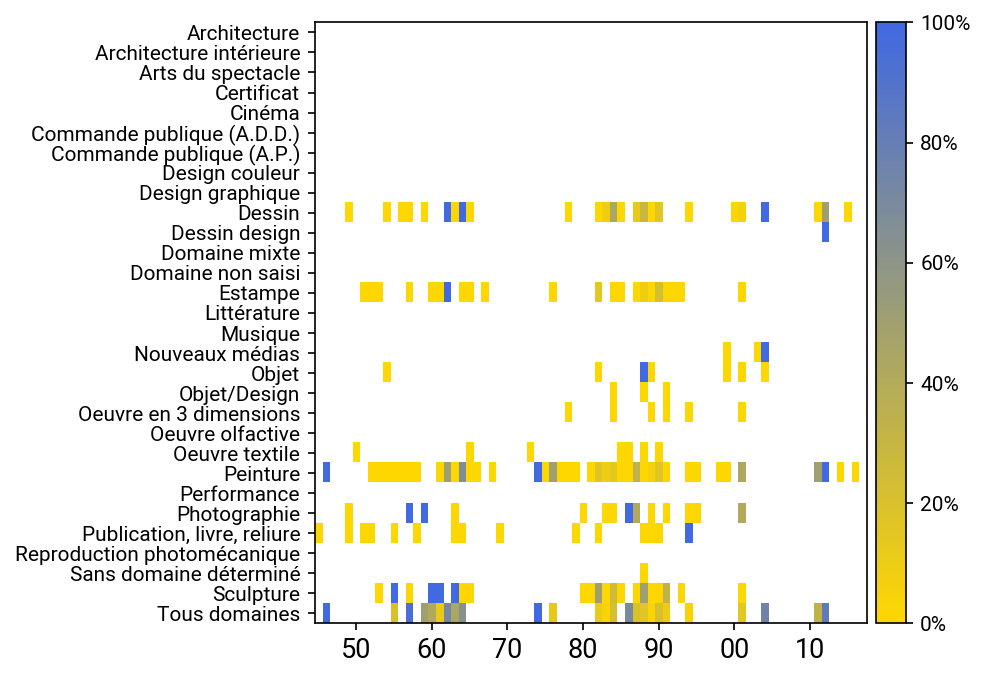 Architecture
Architecture intérieure
Arts du spectacle
Certificat
Cinéma
Commande publique (A.D.D.)
Commande publique (A.P.)
Design couleur
Design graphique
Dessin
Dessin design
Domaine mixte
Domaine non saisi
Estampe
Littérature
Musique
Nouveaux médias
Objet
Objet/Design
Oeuvre en 3 dimensions
Oeuvre olfactive
Oeuvre textile
Peinture
Performance
Photographie
Publication, livre, reliure
Reproduction photomécanique
Sans domaine déterminé
Sculpture
Tous domaines
50 60 70 80 90 00 10
100%
80%
60%
40%
20%
0%